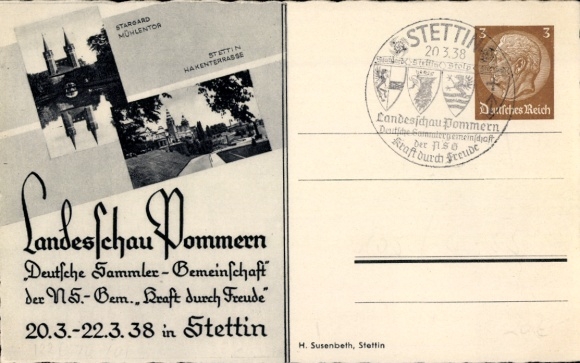 STARGARD
MÜHLENTOR
STETTIN
HAKENTERRASSE
Landesschau Pommern
„Deutsche Sammler-Gemeinschaft"
der NS.-Gem. „Kraft durch Freude"
20.3.-22.3.38 in Stettin
STETTIN
20.3.38
Landesschau Pommern
Deutsche Sammlergemeinschaft
der NSG
Kraft durch Freude
3 3
Deutsches Reich
H. Susenbeth, Stettin